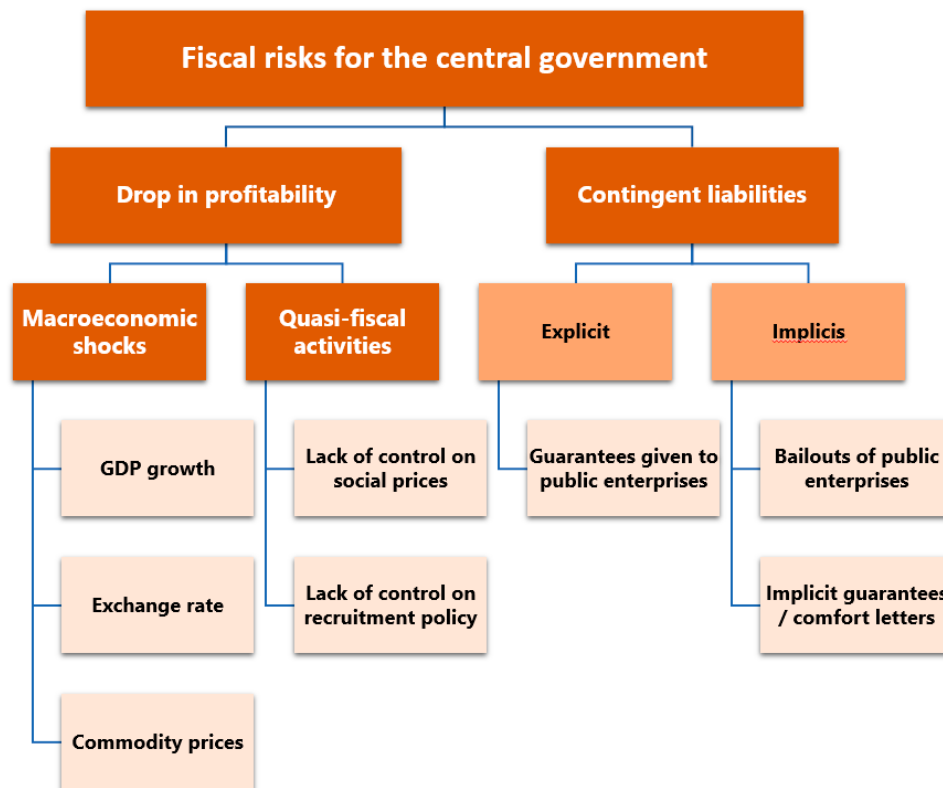 Fiscal risks for the central government
Drop in profitability
Contingent liabilities
Macroeconomic
shocks
Quasi-fiscal
activities
Explicit
Implicis
GDP growth
Lack of control on
social prices
Guarantees given to
public enterprises
Bailouts of public
enterprises
Exchange rate
Lack of control on
recruitment policy
Implicit guarantees
/ comfort letters
Commodity prices